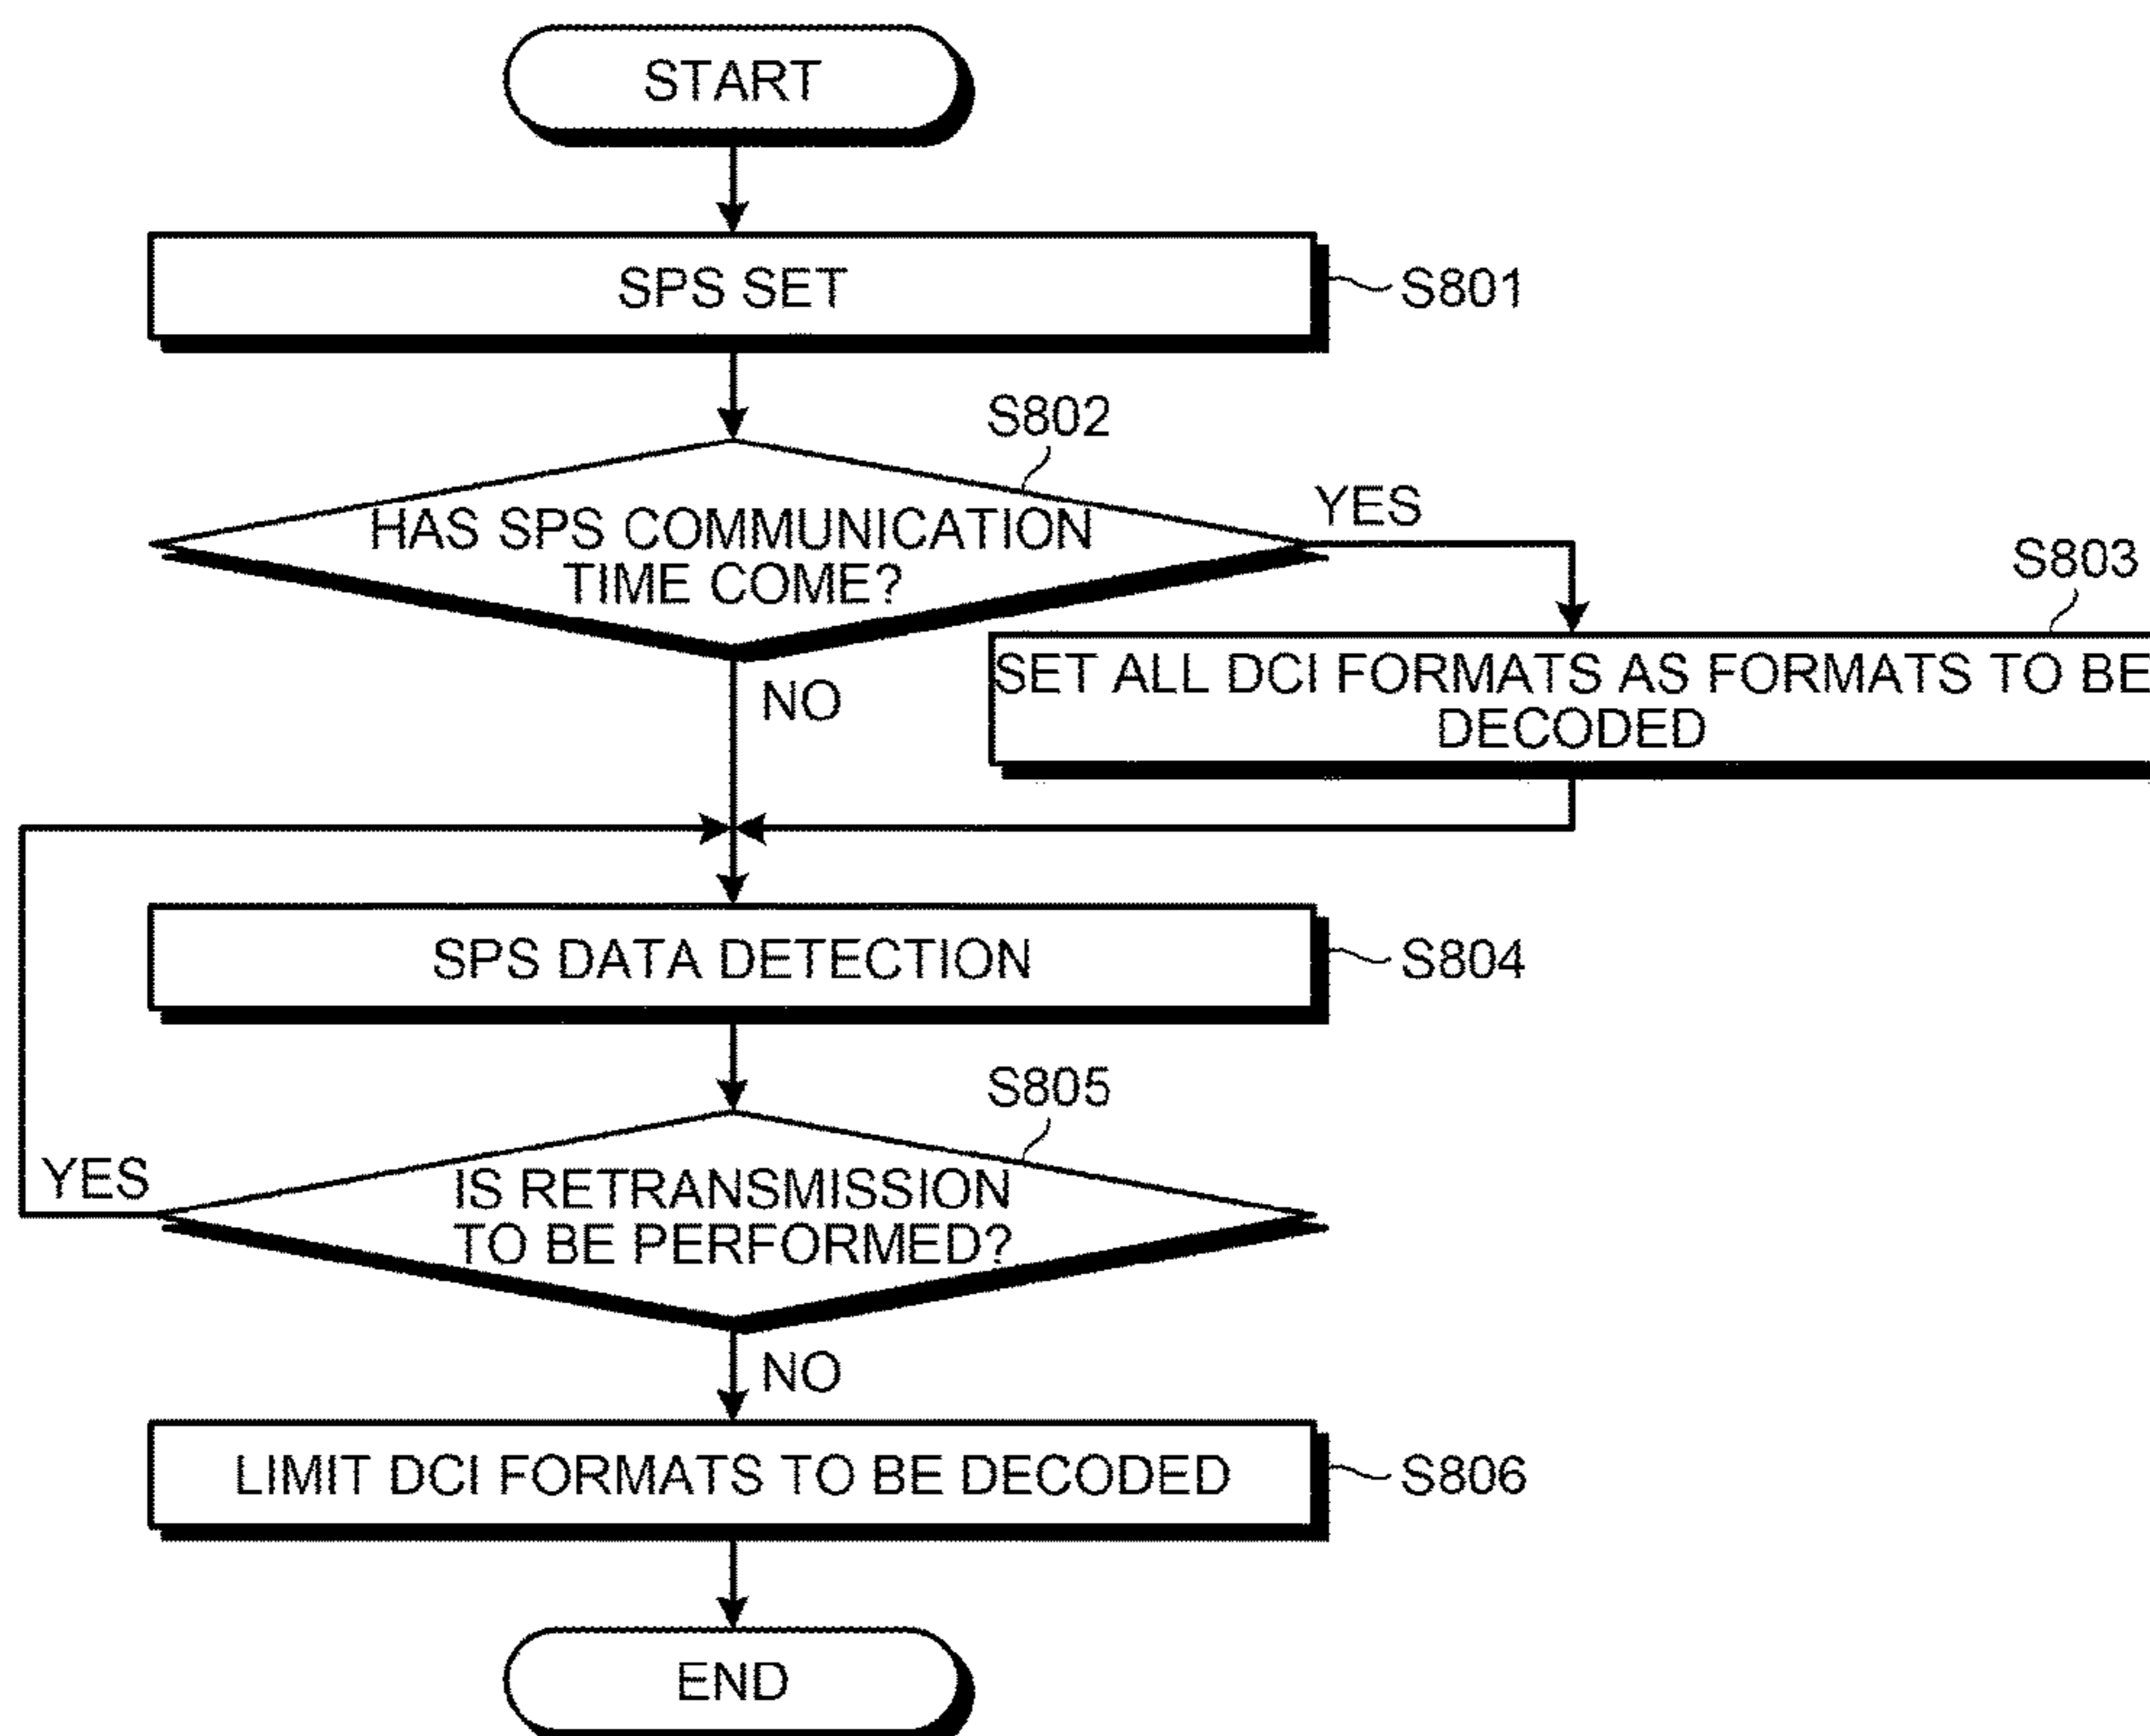 START
SPS SET
S801
S802
HAS SPS COMMUNICATION
TIME COME?
YES
NO
S803
SET ALL DCI FORMATS AS FORMATS TO BE
DECODED
SPS DATA DETECTION
S804
S805
IS RETRANSMISSION
TO BE PERFORMED?
YES
NO
LIMIT DCI FORMATS TO BE DECODED
S806
END